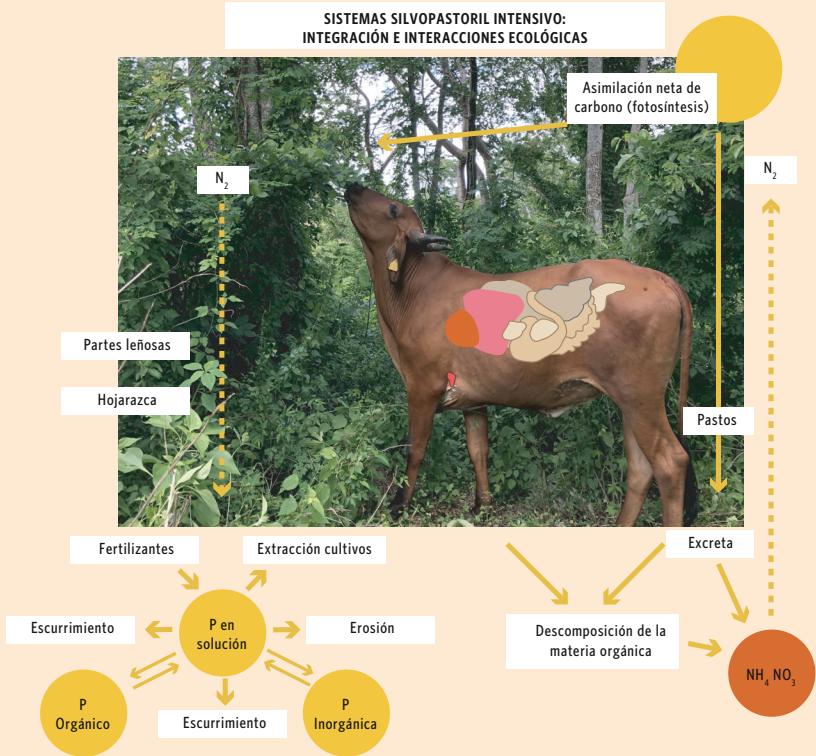 SISTEMAS SILVOPASTORIL INTENSIVO:
INTEGRACIÓN E INTERACCIONES ECOLÓGICAS
Asimilación neta de
carbono (fotosíntesis)
N₂
N₂
Partes leñosas
Hojarazca
Pastos
Fertilizantes
Extracción cultivos
Excreta
Escurrimiento
P en
solución
Erosión
Descomposición de la
materia orgánica
NH₄ NO₃
P
Orgánico
Escurrimiento
P
Inorgánica